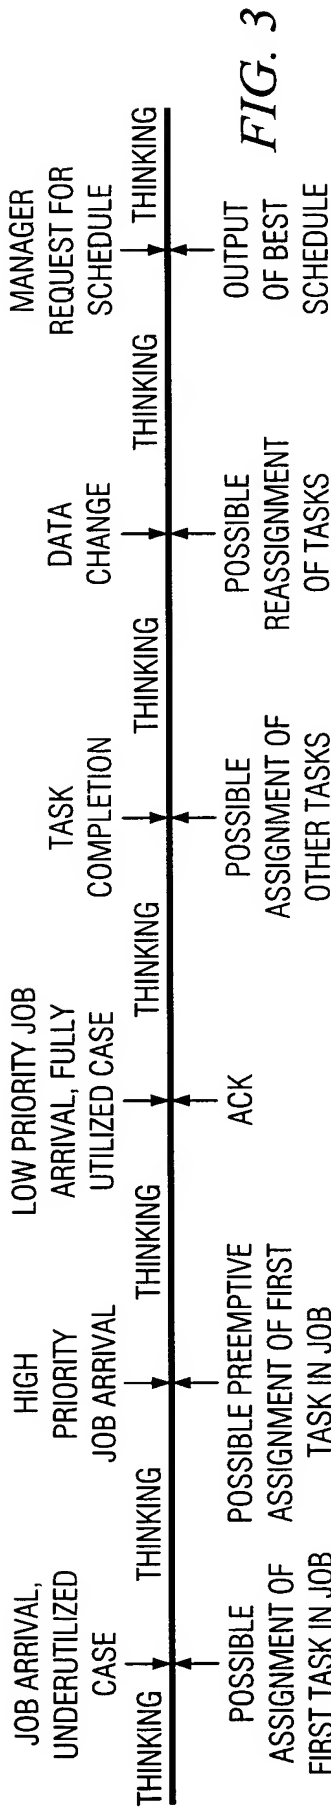 JOB ARRIVAL,
UNDERUTILIZED
CASE
HIGH
PRIORITY
JOB ARRIVAL
LOW PRIORITY JOB
ARRIVAL, FULLY
UTILIZED CASE
TASK
COMPLETION
DATA
CHANGE
MANAGER
REQUEST FOR
SCHEDULE
THINKING
THINKING
THINKING
THINKING
THINKING
THINKING
THINKING
POSSIBLE
ASSIGNMENT OF
FIRST TASK IN JOB
POSSIBLE PREEMPTIVE
ASSIGNMENT OF FIRST
TASK IN JOB
ACK
POSSIBLE
ASSIGNMENT OF
OTHER TASKS
POSSIBLE
REASSIGNMENT
OF TASKS
OUTPUT
OF BEST
SCHEDULE
FIG. 3